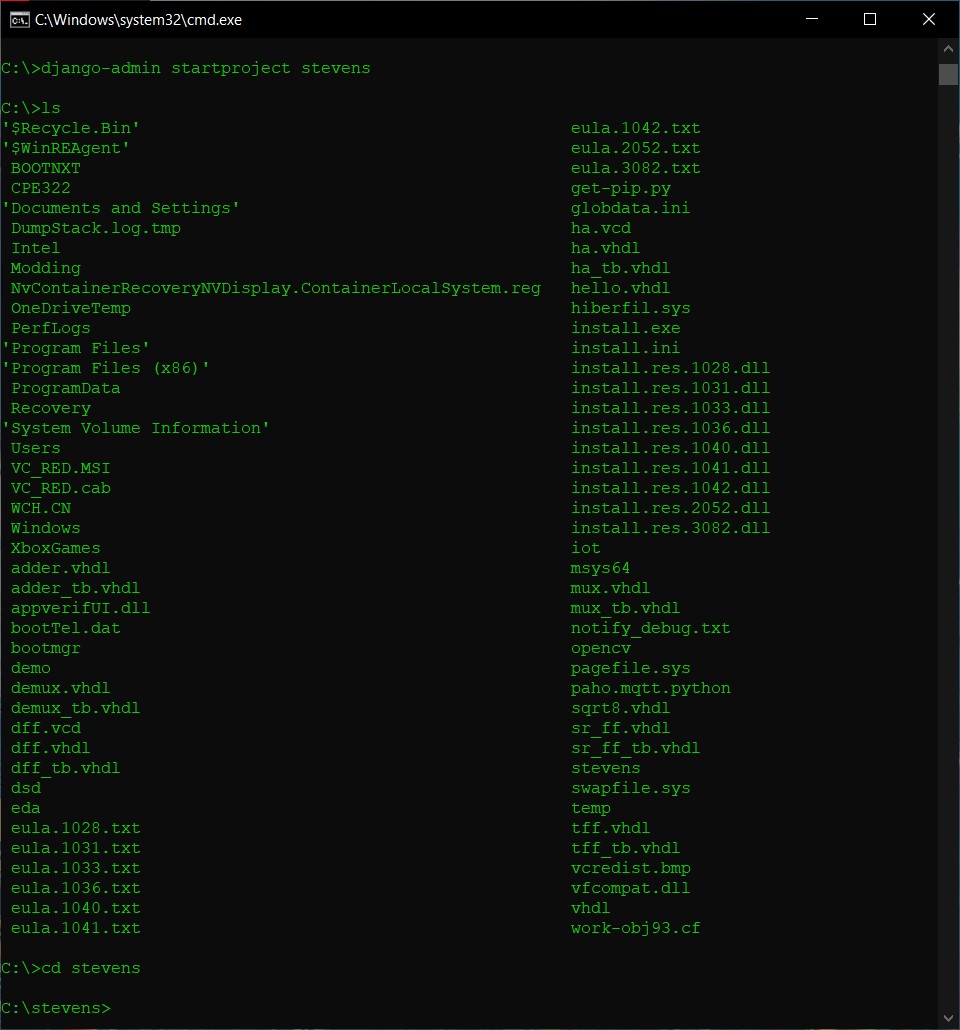 C:\Windows\system32\cmd.exe
C:\>django-admin startproject stevens
C:\>ls
'$Recycle.Bin' eula.1042.txt
'$WinREAgent' eula.2052.txt
BOOTNXT eula.3082.txt
CPE322 get-pip.py
'Documents and Settings' globdata.ini
DumpStack.log.tmp ha.vcd
Intel ha.vhdl
Modding ha_tb.vhdl
NvContainerRecoveryNVDisplay.ContainerLocalSystem.reg hello.vhdl
OneDriveTemp hiberfil.sys
PerfLogs install.exe
'Program Files' install.ini
'Program Files (x86)' install.res.1028.dll
ProgramData install.res.1031.dll
Recovery install.res.1033.dll
'System Volume Information' install.res.1036.dll
Users install.res.1040.dll
VC_RED.MSI install.res.1041.dll
VC_RED.cab install.res.1042.dll
WCH.CN install.res.2052.dll
Windows install.res.3082.dll
XboxGames iot
adder.vhdl msys64
adder_tb.vhdl mux.vhdl
appverifUI.dll mux_tb.vhdl
bootTel.dat notify_debug.txt
bootmgr opencv
demo pagefile.sys
demux.vhdl paho.mqtt.python
demux_tb.vhdl sqrt8.vhdl
dff.vcd sr_ff.vhdl
dff.vhdl sr_ff_tb.vhdl
dff_tb.vhdl stevens
dsd swapfile.sys
eda temp
eula.1028.txt tff.vhdl
eula.1031.txt tff_tb.vhdl
eula.1033.txt vcredist.bmp
eula.1036.txt vfcompat.dll
eula.1040.txt vhdl
eula.1041.txt work-obj93.cf
C:\>cd stevens
C:\stevens>